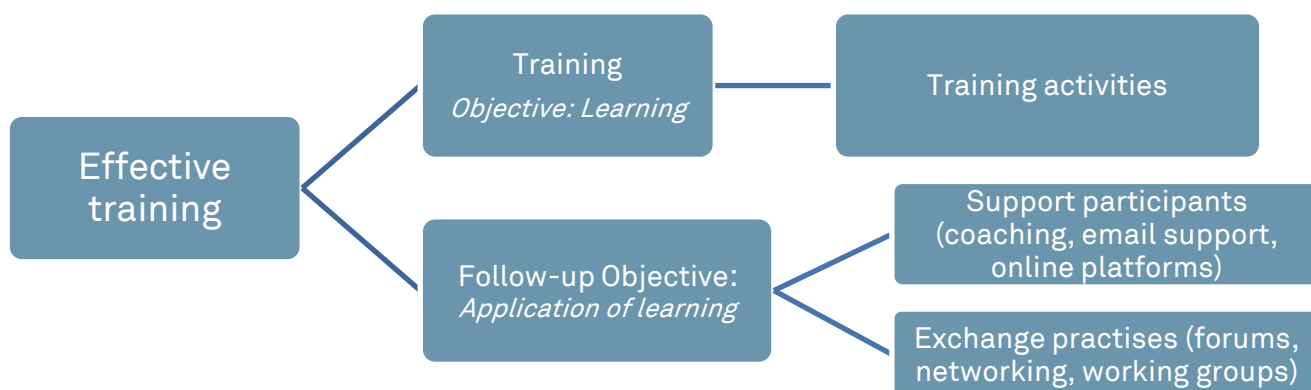 Effective
training
Training
Objective: Learning
Training activities
Follow-up Objective:
Application of learning
Support participants
(coaching, email support,
online platforms)
Exchange practises (forums,
networking, working groups)